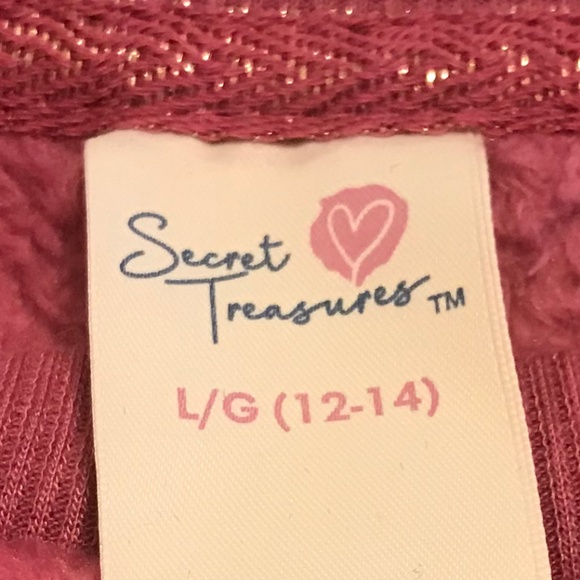 Secret
Treasures™
L/G (12-14)